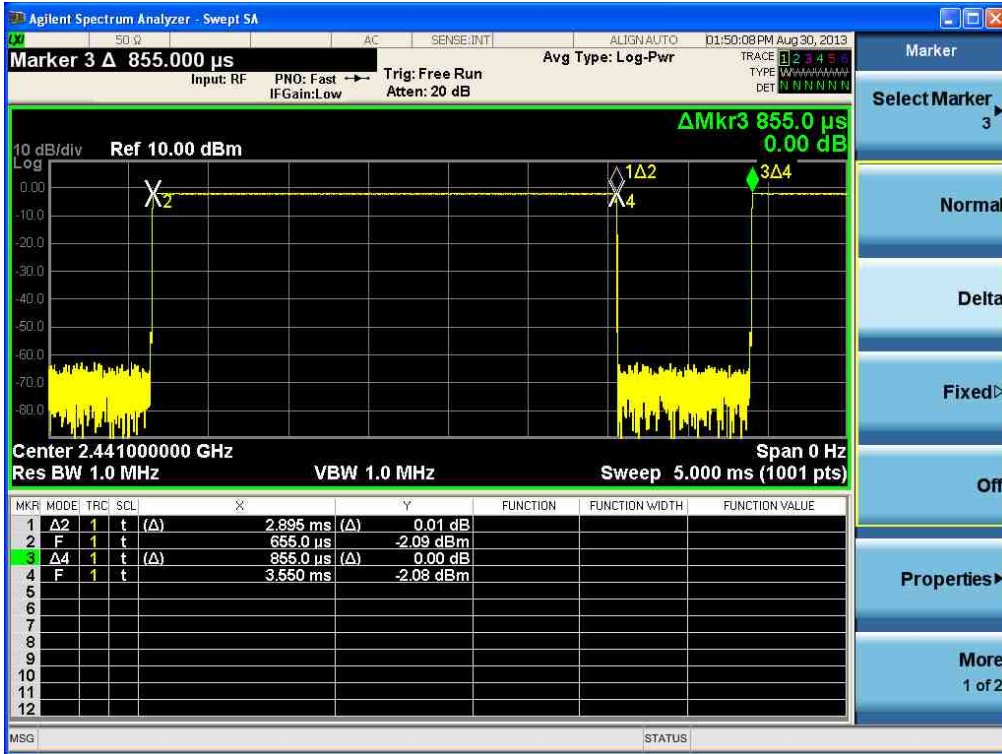 Agilent Spectrum Analyzer - Swept SA
LXI 50 Ω AC SENSE:INT ALIGN AUTO 01:50:08 PM Aug 30, 2013
Marker 3 Δ 855.000 µs
Input: RF PNO: Fast Trig: Free Run Avg Type: Log-Pwr TRACE 1 2 3 4 5 6
IFGain:Low Atten: 20 dB TYPE W
DET N N N N N N
ΔMkr3 855.0 µs
0.00 dB
10 dB/div Ref 10.00 dBm
Log
0.00
-10.0
-20.0
-30.0
-40.0
-50.0
-60.0
-70.0
-80.0
2
1Δ2
4
3Δ4
Center 2.441000000 GHz Span 0 Hz
Res BW 1.0 MHz VBW 1.0 MHz Sweep 5.000 ms (1001 pts)
MKR MODE TRC SCL X Y FUNCTION FUNCTION WIDTH FUNCTION VALUE
1 Δ2 1 t (Δ) 2.895 ms (Δ) 0.01 dB
2 F 1 t 655.0 µs -2.09 dBm
3 Δ4 1 t (Δ) 855.0 µs (Δ) 0.00 dB
4 F 1 t 3.550 ms -2.08 dBm
5
6
7
8
9
10
11
12
MSG STATUS
Marker
Select Marker
3
Normal
Delta
Fixed
Off
Properties
More
1 of 2